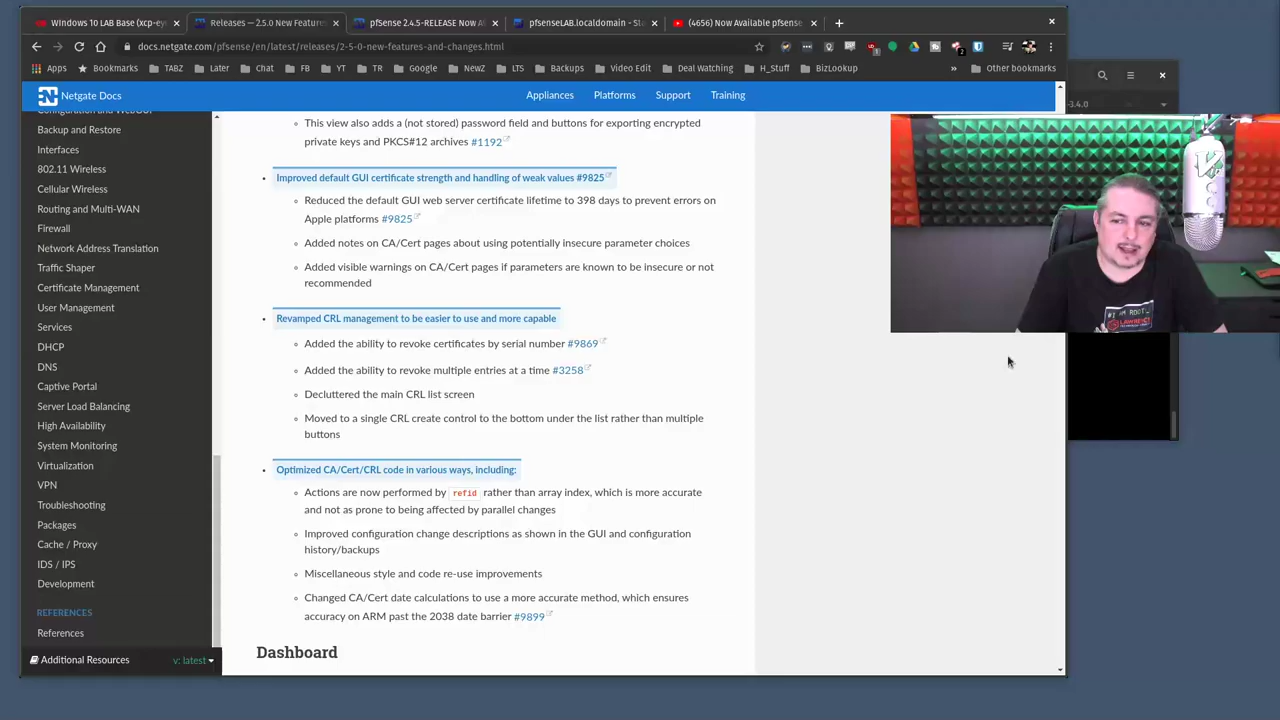 Windows 10 LAB Base (xcp-ey
Releases — 2.5.0 New Feature
pfSense 2.4.5-RELEASE Now A
pfsenseLAB.localdomain - St
(4656) Now Available pfsense
docs.netgate.com/pfsense/en/latest/releases/2-5-0-new-features-and-changes.html
Apps
Bookmarks
TABZ
Later
Chat
FB
YT
TR
Google
NewZ
LTS
Backups
Video Edit
Deal Watching
H_Stuff
BizLookup
»
Other bookmarks
Netgate Docs
Appliances
Platforms
Support
Training
-3.4.0
Backup and Restore
Interfaces
802.11 Wireless
Cellular Wireless
Routing and Multi-WAN
Firewall
Network Address Translation
Traffic Shaper
Certificate Management
User Management
Services
DHCP
DNS
Captive Portal
Server Load Balancing
High Availability
System Monitoring
Virtualization
VPN
Troubleshooting
Packages
Cache / Proxy
IDS / IPS
Development
REFERENCES
References
Additional Resources
v: latest
This view also adds a (not stored) password field and buttons for exporting encrypted
private keys and PKCS#12 archives #1192
Improved default GUI certificate strength and handling of weak values #9825
Reduced the default GUI web server certificate lifetime to 398 days to prevent errors on
Apple platforms #9825
Added notes on CA/Cert pages about using potentially insecure parameter choices
Added visible warnings on CA/Cert pages if parameters are known to be insecure or not
recommended
Revamped CRL management to be easier to use and more capable
Added the ability to revoke certificates by serial number #9869
Added the ability to revoke multiple entries at a time #3258
Decluttered the main CRL list screen
Moved to a single CRL create control to the bottom under the list rather than multiple
buttons
Optimized CA/Cert/CRL code in various ways, including:
Actions are now performed by refid rather than array index, which is more accurate
and not as prone to being affected by parallel changes
Improved configuration change descriptions as shown in the GUI and configuration
history/backups
Miscellaneous style and code re-use improvements
Changed CA/Cert date calculations to use a more accurate method, which ensures
accuracy on ARM past the 2038 date barrier #9899
Dashboard